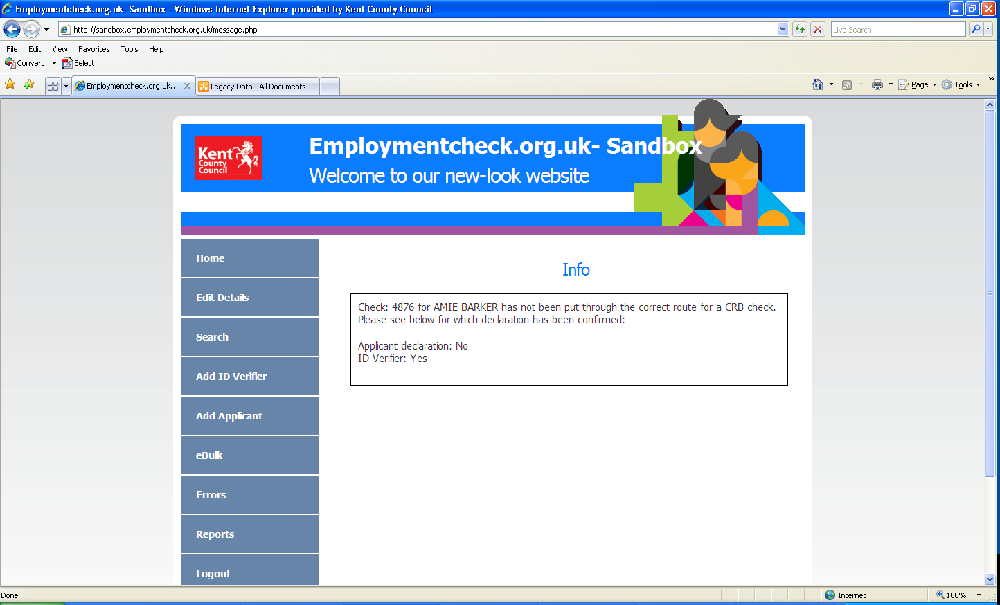 Employmentcheck.org.uk- Sandbox - Windows Internet Explorer provided by Kent County Council
http://sandbox.employmentcheck.org.uk/message.php
Live Search
File Edit View Favorites Tools Help
Convert Select
Employmentcheck.org.uk... Legacy Data - All Documents
Page Tools
Kent
County
Council
Employmentcheck.org.uk- Sandbox
Welcome to our new-look website
Home
Edit Details
Search
Add ID Verifier
Add Applicant
eBulk
Errors
Reports
Logout
Info
Check: 4876 for AMIE BARKER has not been put through the correct route for a CRB check.
Please see below for which declaration has been confirmed:
Applicant declaration: No
ID Verifier: Yes
Done
Internet
100%